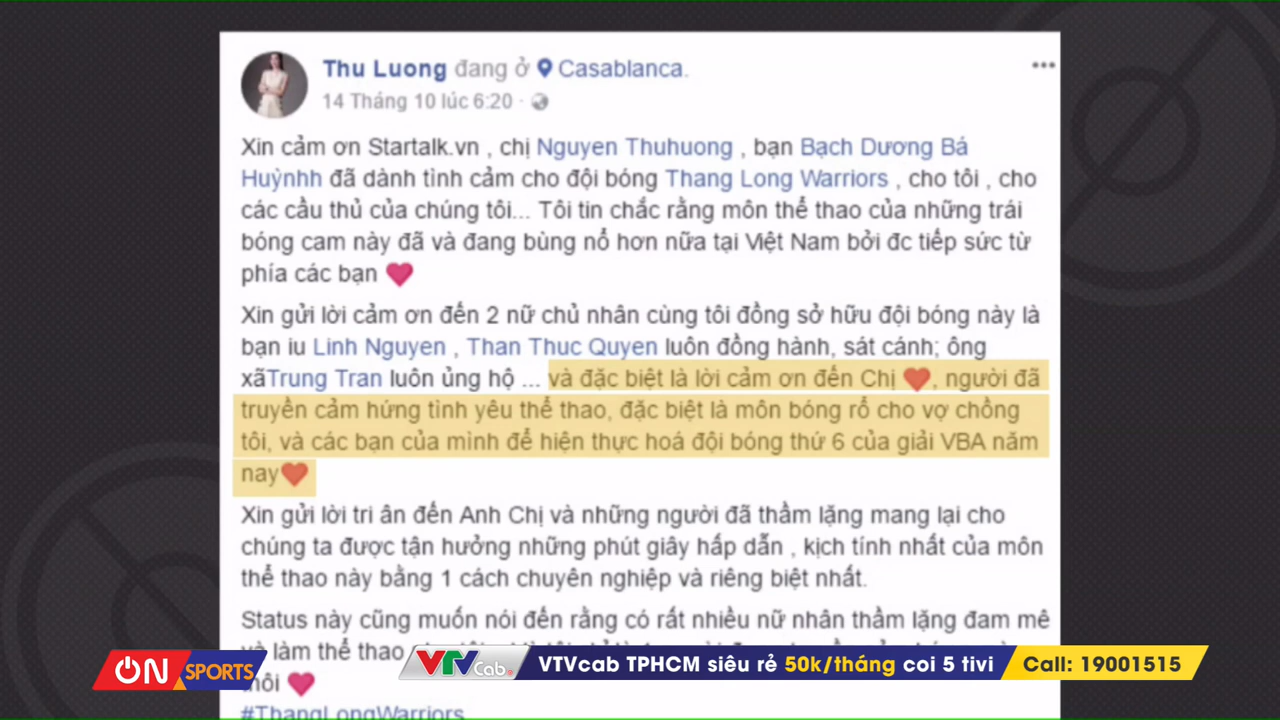 Thu Luong đang ở Casablanca.
14 Tháng 10 lúc 6:20 ·
Xin cảm ơn Startalk.vn , chị Nguyen Thuhuong , bạn Bạch Dương Bá
Huỳnhh đã dành tình cảm cho đội bóng Thang Long Warriors , cho tôi , cho
các cầu thủ của chúng tôi... Tôi tin chắc rằng môn thể thao của những trái
bóng cam này đã và đang bùng nổ hơn nữa tại Việt Nam bởi đc tiếp sức từ
phía các bạn ❤
Xin gửi lời cảm ơn đến 2 nữ chủ nhân cùng tôi đồng sở hữu đội bóng này là
bạn iu Linh Nguyen , Than Thuc Quyen luôn đồng hành, sát cánh; ông
xãTrung Tran luôn ủng hộ ... và đặc biệt là lời cảm ơn đến Chị ❤, người đã
truyền cảm hứng tình yêu thể thao, đặc biệt là môn bóng rổ cho vợ chồng
tôi, và các bạn của mình để hiện thực hoá đội bóng thứ 6 của giải VBA năm
nay❤
Xin gửi lời tri ân đến Anh Chị và những người đã thầm lặng mang lại cho
chúng ta được tận hưởng những phút giây hấp dẫn , kịch tính nhất của môn
thể thao này bằng 1 cách chuyên nghiệp và riêng biệt nhất.
Status này cũng muốn nói đến rằng có rất nhiều nữ nhân thầm lặng đam mê
và làm thể thao
thôi ❤
#ThangLongWarriors
ON SPORTS
VTVcab VTVcab TPHCM siêu rẻ 50k/tháng coi 5 tivi Call: 19001515